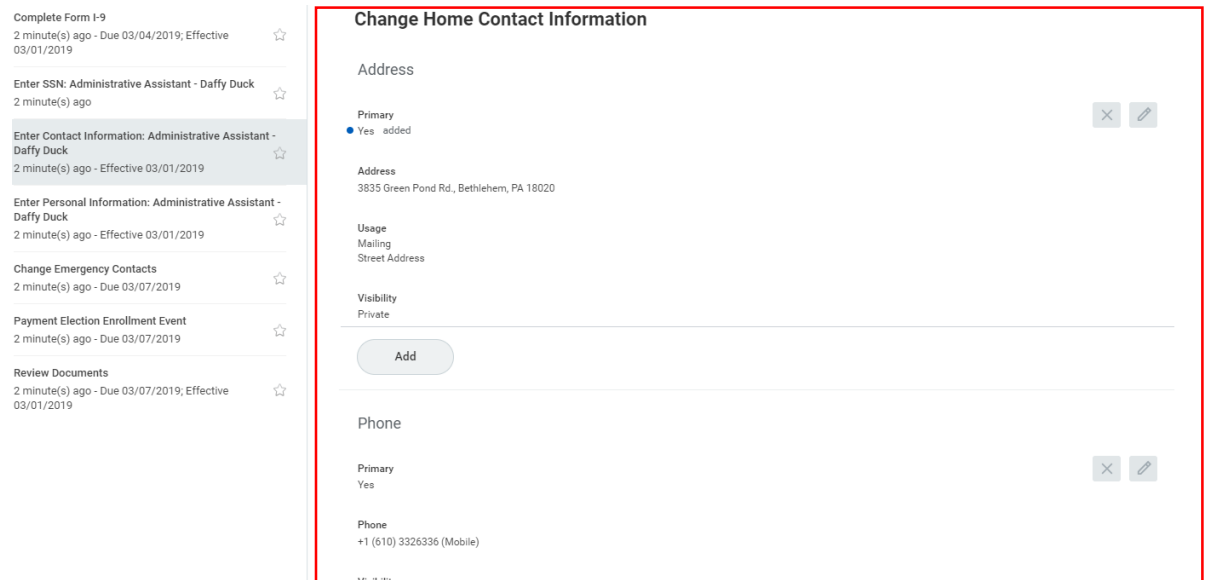 Complete Form I-9
2 minute(s) ago - Due 03/04/2019; Effective
03/01/2019
Enter SSN: Administrative Assistant - Daffy Duck
2 minute(s) ago
Enter Contact Information: Administrative Assistant -
Daffy Duck
2 minute(s) ago - Effective 03/01/2019
Enter Personal Information: Administrative Assistant -
Daffy Duck
2 minute(s) ago - Effective 03/01/2019
Change Emergency Contacts
2 minute(s) ago - Due 03/07/2019
Payment Election Enrollment Event
2 minute(s) ago - Due 03/07/2019
Review Documents
2 minute(s) ago - Due 03/07/2019; Effective
03/01/2019
Change Home Contact Information
Address
Primary
Yes added
Address
3835 Green Pond Rd., Bethlehem, PA 18020
Usage
Mailing
Street Address
Visibility
Private
Add
Phone
Primary
Yes
Phone
+1 (610) 3326336 (Mobile)